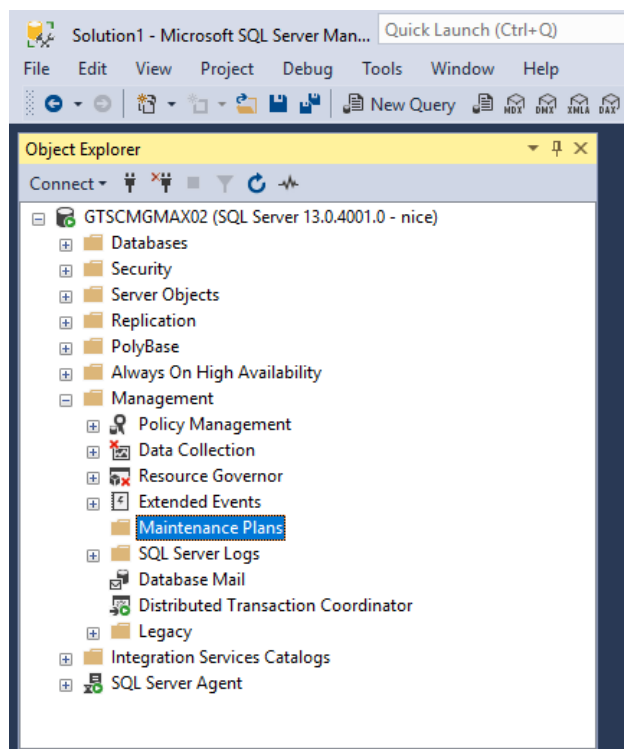 Solution1 - Microsoft SQL Server Man...
Quick Launch (Ctrl+Q)
File Edit View Project Debug Tools Window Help
New Query MDX DMX XMLA DAX
Object Explorer
Connect
GTSCMGMAX02 (SQL Server 13.0.4001.0 - nice)
Databases
Security
Server Objects
Replication
PolyBase
Always On High Availability
Management
Policy Management
Data Collection
Resource Governor
Extended Events
Maintenance Plans
SQL Server Logs
Database Mail
Distributed Transaction Coordinator
Legacy
Integration Services Catalogs
SQL Server Agent